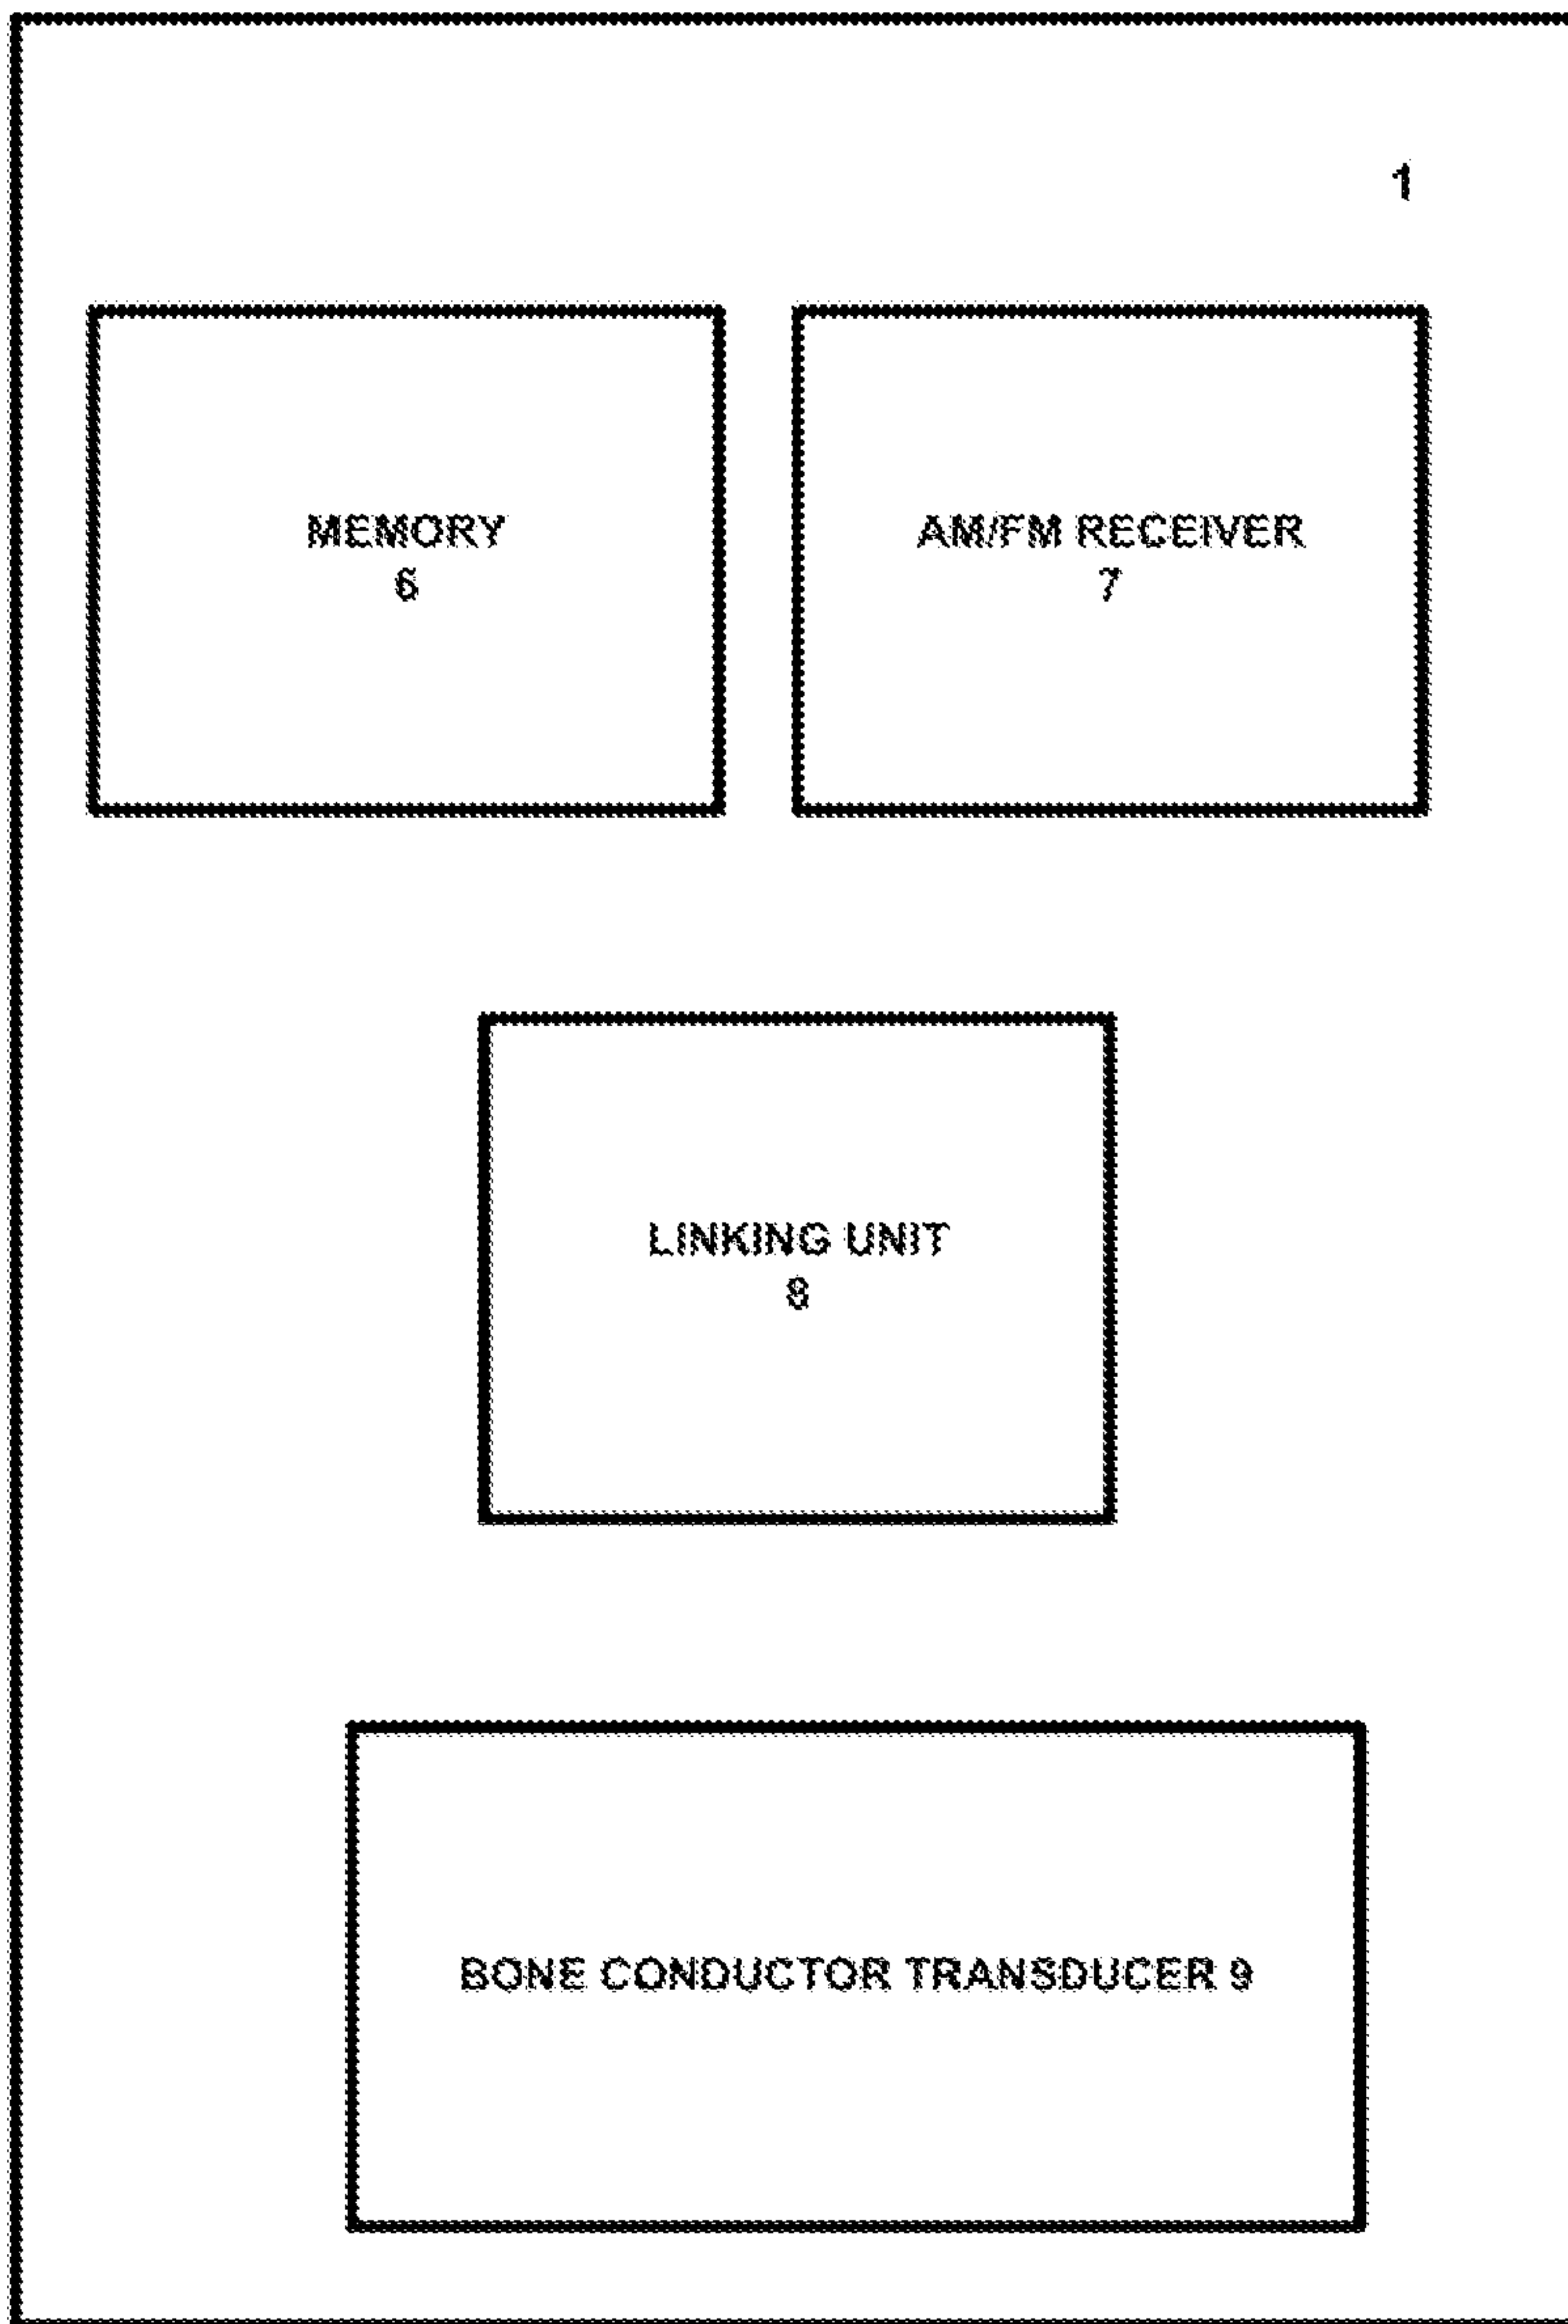 1
MEMORY
6
AM/FM RECEIVER
7
LINKING UNIT
8
BONE CONDUCTOR TRANSDUCER 9